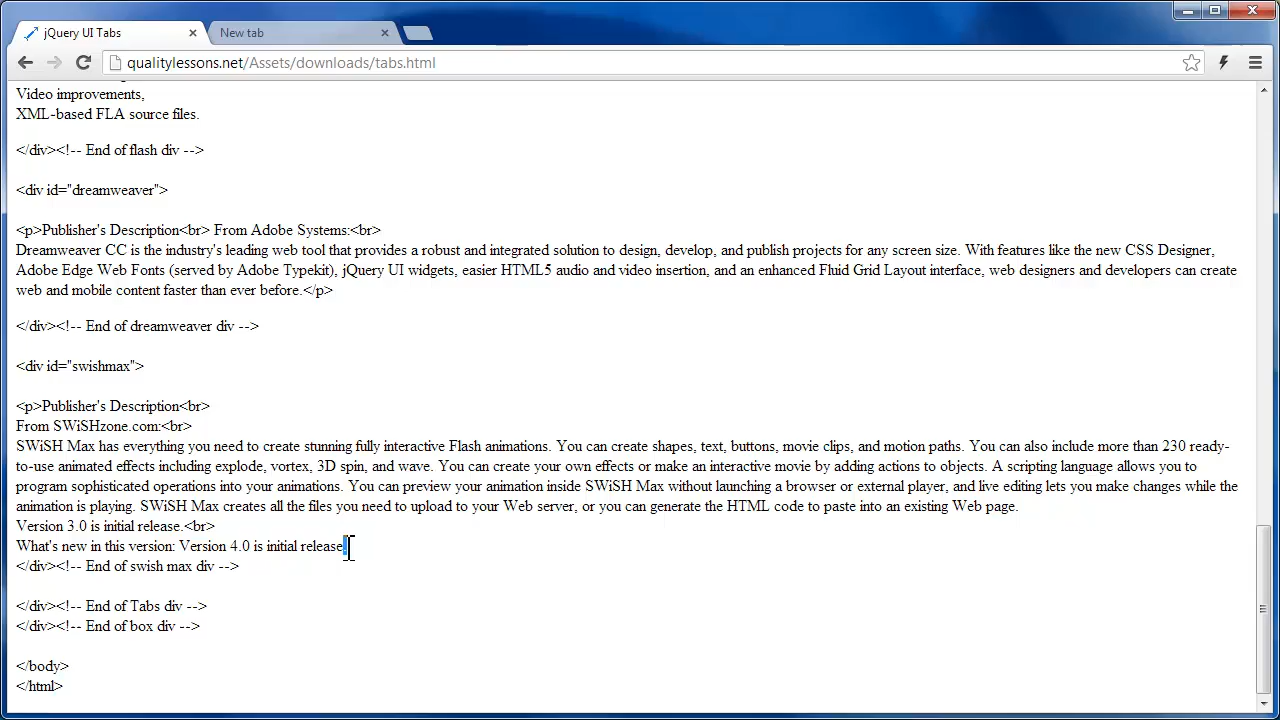 jQuery UI Tabs
New tab
qualitylessons.net/Assets/downloads/tabs.html
Video improvements,
XML-based FLA source files.
</div><!-- End of flash div -->
<div id="dreamweaver">
<p>Publisher's Description<br> From Adobe Systems:<br>
Dreamweaver CC is the industry's leading web tool that provides a robust and integrated solution to design, develop, and publish projects for any screen size. With features like the new CSS Designer,
Adobe Edge Web Fonts (served by Adobe Typekit), jQuery UI widgets, easier HTML5 audio and video insertion, and an enhanced Fluid Grid Layout interface, web designers and developers can create
web and mobile content faster than ever before.</p>
</div><!-- End of dreamweaver div -->
<div id="swishmax">
<p>Publisher's Description<br>
From SWiSHzone.com:<br>
SWiSH Max has everything you need to create stunning fully interactive Flash animations. You can create shapes, text, buttons, movie clips, and motion paths. You can also include more than 230 ready-
to-use animated effects including explode, vortex, 3D spin, and wave. You can create your own effects or make an interactive movie by adding actions to objects. A scripting language allows you to
program sophisticated operations into your animations. You can preview your animation inside SWiSH Max without launching a browser or external player, and live editing lets you make changes while the
animation is playing. SWiSH Max creates all the files you need to upload to your Web server, or you can generate the HTML code to paste into an existing Web page.
Version 3.0 is initial release.<br>
What's new in this version: Version 4.0 is initial release.
</div><!-- End of swish max div -->
</div><!-- End of Tabs div -->
</div><!-- End of box div -->
</body>
</html>